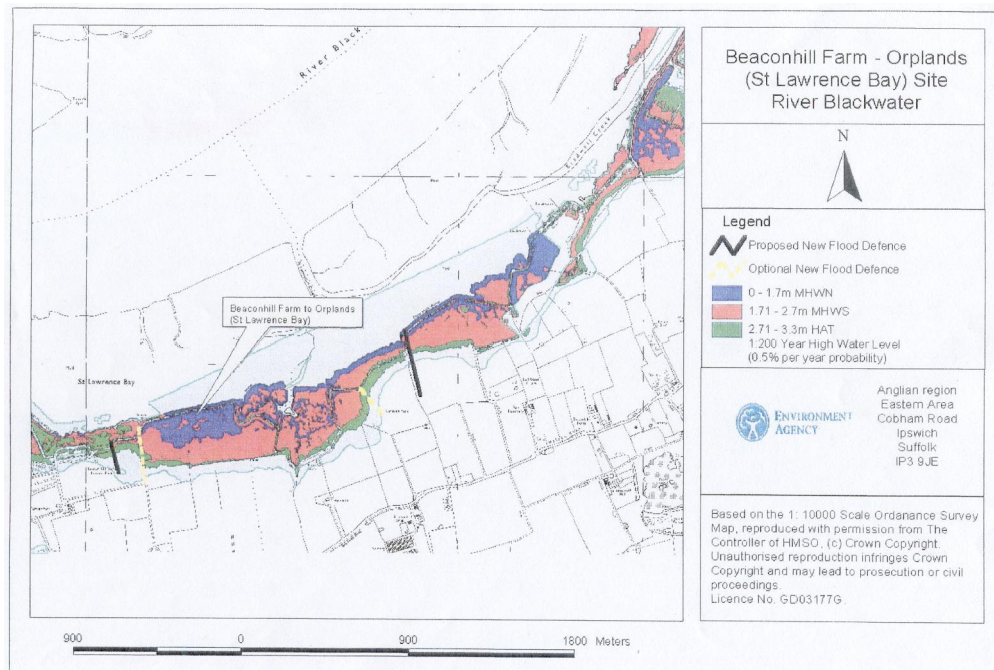 Beaconhill Farm - Orplands
(St Lawrence Bay) Site
River Blackwater
N
Legend
Proposed New Flood Defence
Optional New Flood Defence
0 - 1.7m MHWN
1.71 - 2.7m MHWS
2.71 - 3.3m HAT
1:200 Year High Water Level
(0.5% per year probability)
ENVIRONMENT
AGENCY
Anglian region
Eastern Area
Cobham Road
Ipswich
Suffolk
IP3 9JE
Based on the 1: 10000 Scale Ordanance Survey
Map, reproduced with permission from The
Controller of HMSO, (c) Crown Copyright.
Unauthorised reproduction infringes Crown
Copyright and may lead to prosecution or civil
proceedings.
Licence No. GD03177G.
River Black
Beaconhill Farm to Orplands
(St Lawrence Bay)
St Lawrence Bay
900 0 900 1800 Meters